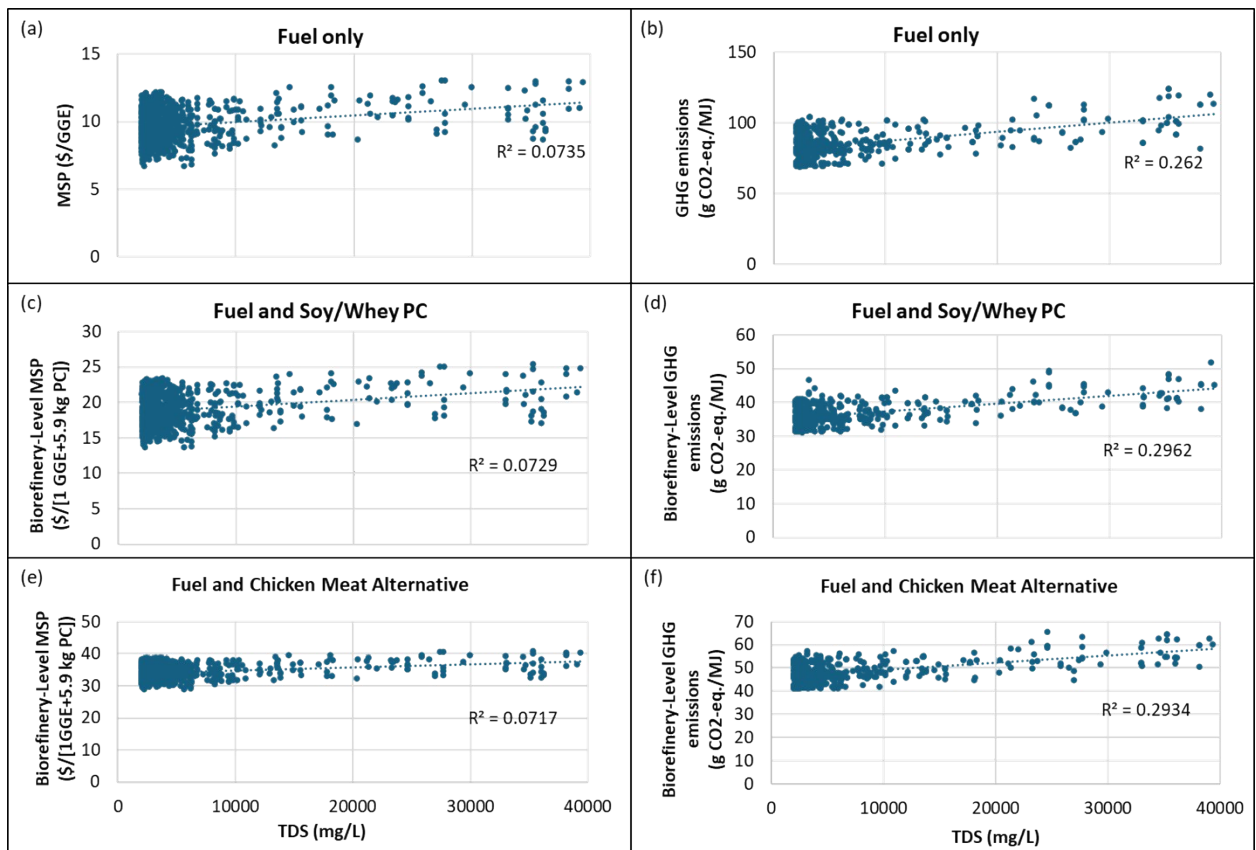 (a)
Fuel only
15
10
5
0
MSP ($/GGE)
R² = 0.0735
(b)
Fuel only
150
100
50
0
GHG emissions
(g CO2-eq./MJ)
R² = 0.262
(c)
Fuel and Soy/Whey PC
30
25
20
15
10
5
0
Biorefinery-Level MSP
($/[1 GGE+5.9 kg PC])
R² = 0.0729
(d)
Fuel and Soy/Whey PC
60
50
40
30
20
10
0
Biorefinery-Level GHG
emissions
(g CO2-eq./MJ)
R² = 0.2962
(e)
Fuel and Chicken Meat Alternative
50
40
30
20
10
0
Biorefinery-Level MSP
($/[1GGE+5.9 kg PC])
R² = 0.0717
0 10000 20000 30000 40000
TDS (mg/L)
(f)
Fuel and Chicken Meat Alternative
70
60
50
40
30
20
10
0
Biorefinery-Level GHG
emissions
(g CO2-eq./MJ)
R² = 0.2934
0 10000 20000 30000 40000
TDS (mg/L)